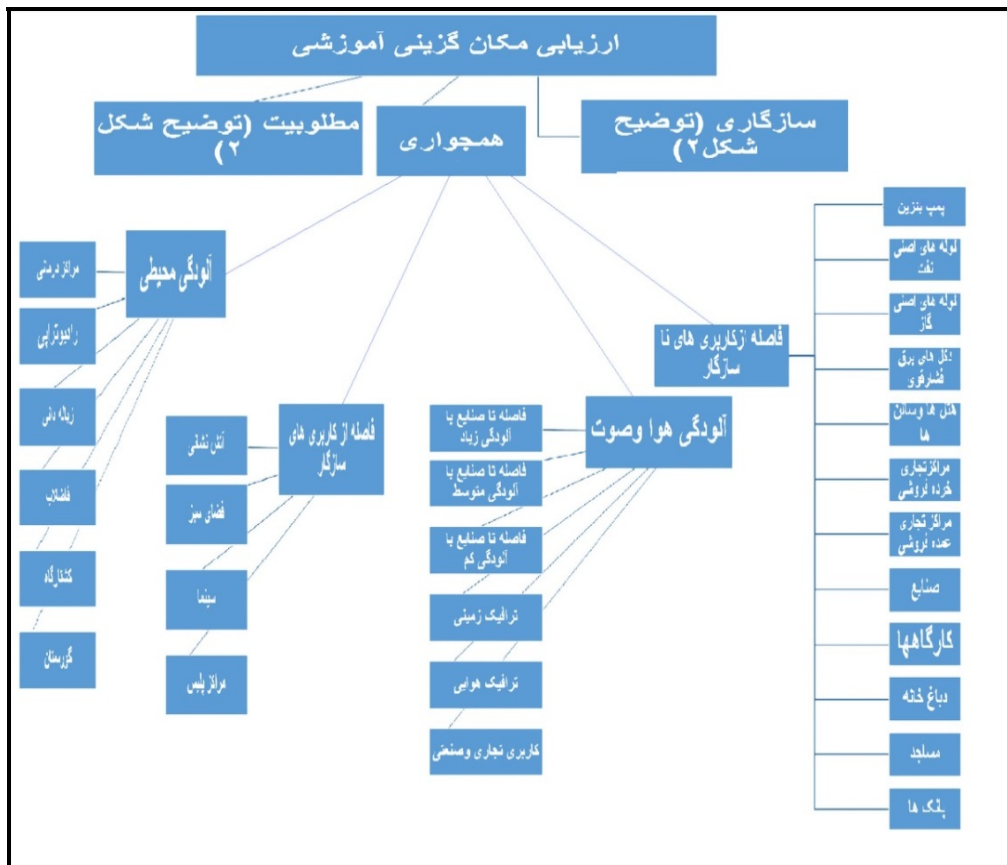 ارزیابی مکان گزینی آموزشی
سازگاری (توضیح
شکل۲)
همجواری
مطلوبیت (توضیح شکل
۲)
فاصله ازکاربری های نا
سازگار
پمپ بنزین
لوله های اصلی
نفت
لوله های اصلی
گاز
دکل های برق
فشارقوی
هتل ها وسالن
ها
مراکزتجاری
خرده فروشی
مراکز تجاری
عمده فروشی
صنایع
کارگاهها
دباغ خانه
مساجد
بانک ها
آلودگی هوا وصوت
فاصله تا صنایع با
آلودگی زیاد
فاصله تا صنایع با
آلودگی متوسط
فاصله تا صنایع با
آلودگی کم
ترافیک زمینی
ترافیک هوایی
کاربری تجاری وصنعتی
فاصله از کاربری های
سازگار
آتش نشانی
فضای سبز
سینما
مراکز پلیس
آلودگی محیطی
مراکز درمانی
رادیوتراپی
زباله دانی
فاضلاب
کشتارگاه
گورستان